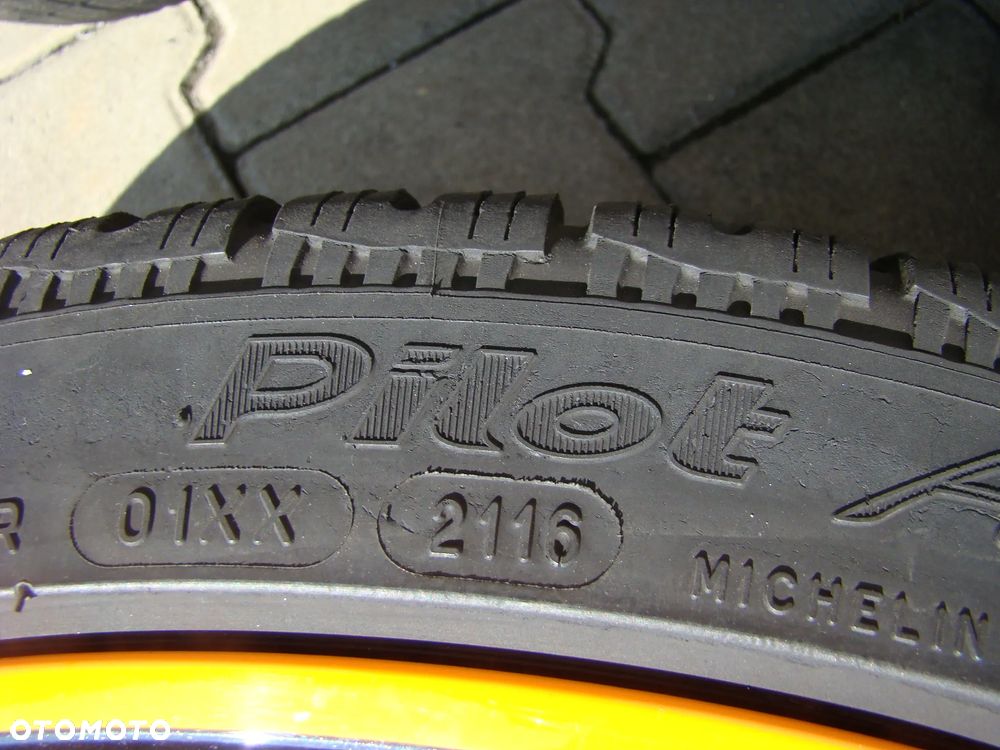 Pilot A
R 01XX 2116
MICHELIN
OTOMOTO